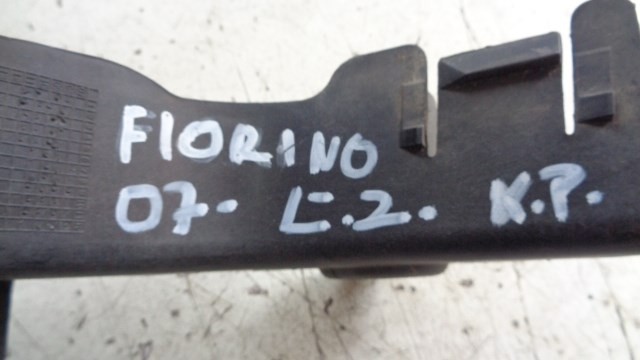 FIORINO
07- L.2. K.P.